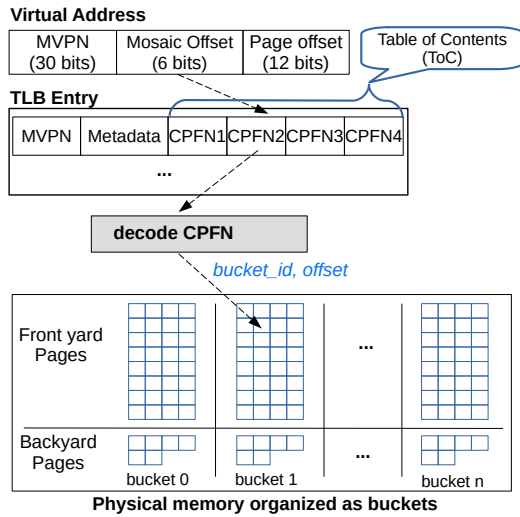 Virtual Address
MVPN
(30 bits)
Mosaic Offset
(6 bits)
Page offset
(12 bits)
Table of Contents
(ToC)
TLB Entry
MVPN
Metadata
CPFN1
CPFN2
CPFN3
CPFN4
...
decode CPFN
bucket_id, offset
Front yard
Pages
...
Backyard
Pages
...
bucket 0
bucket 1
bucket n
Physical memory organized as buckets